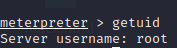 meterpreter > getuid
Server username: root